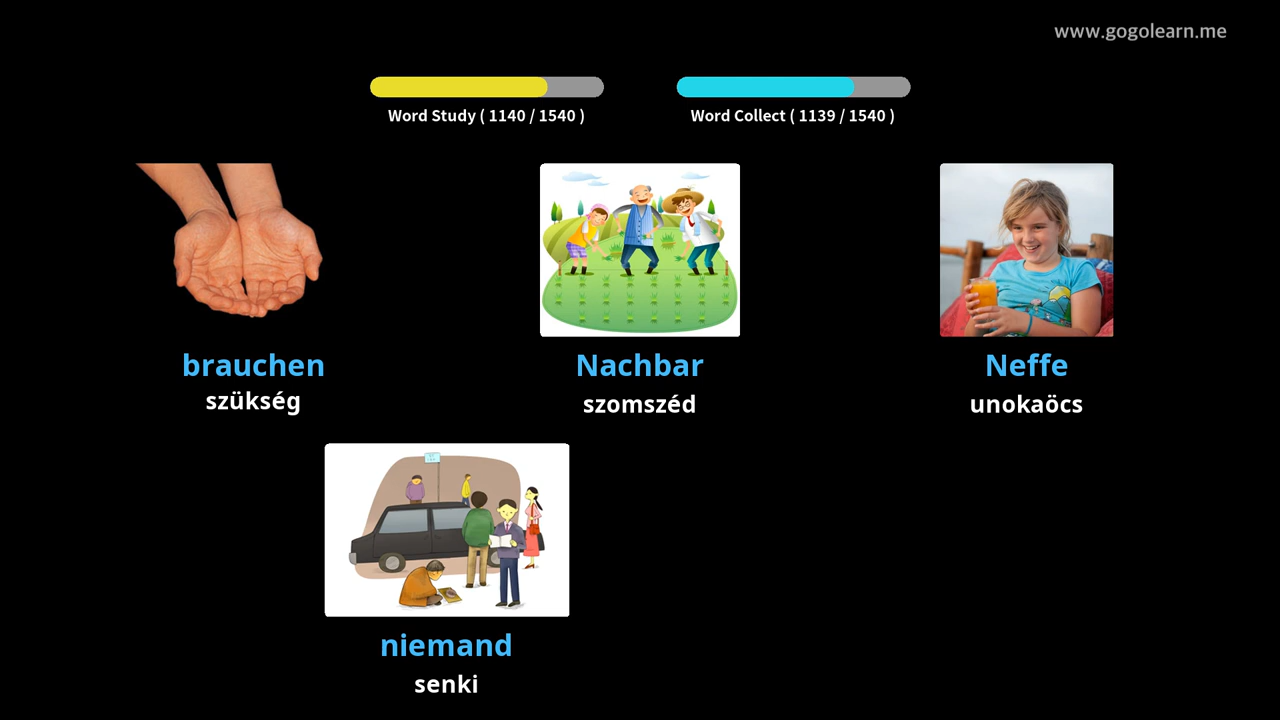 www.gogolearn.me
Word Study ( 1140 / 1540 )
Word Collect ( 1139 / 1540 )
brauchen
szükség
Nachbar
szomszéd
Neffe
unokaöcs
niemand
senki